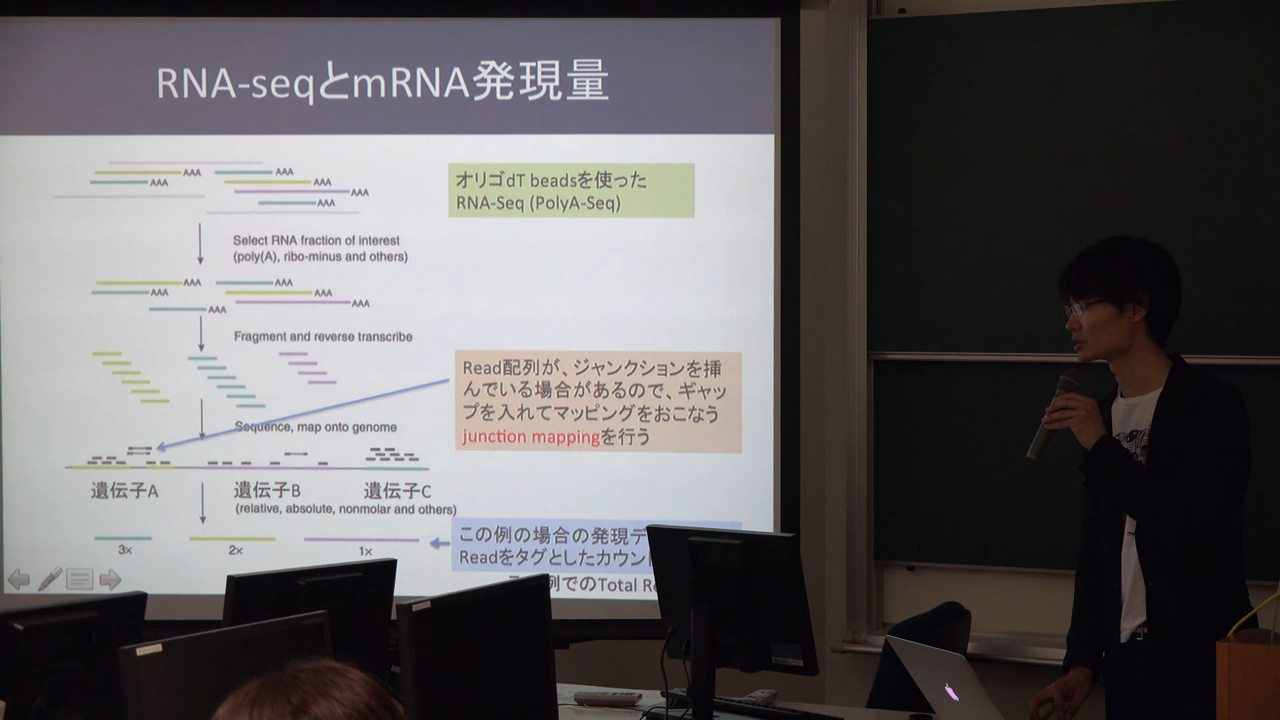 RNA-seqとmRNA発現量
AAA
AAA
AAA
AAA
AAA
AAA
オリゴdT beadsを使った
RNA-Seq (PolyA-Seq)
Select RNA fraction of interest
(poly(A), ribo-minus and others)
AAA
AAA
AAA
AAA
AAA
AAA
Fragment and reverse transcribe
Read配列が、ジャンクションを挿
んでいる場合があるので、ギャッ
プを入れてマッピングをおこなう
junction mappingを行う
Sequence, map onto genome
遺伝子A
遺伝子B
遺伝子C
(relative, absolute, nonmolar and others)
3x
2x
1x
この例の場合の発現デ
Readをタグとしたカウン
例でのTotal R